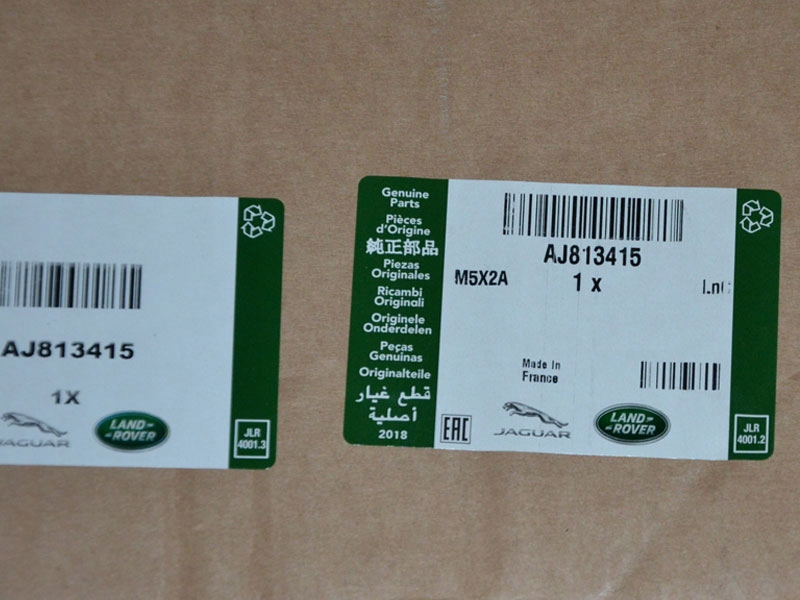 AJ813415
1X
JAGUAR
LAND-
-ROVER
JLR
4001.3
Genuine
Parts
Pièces
d'Origine
純正部品
Piezas
Originales
Ricambi
Originali
Originele
Onderdelen
Peças
Genuinas
Originalteile
قطع غيار
أصلية
2018
AJ813415
M5X2A
1 x
Made In
France
EAC
JAGUAR
LAND-
-ROVER
JLR
4001.2